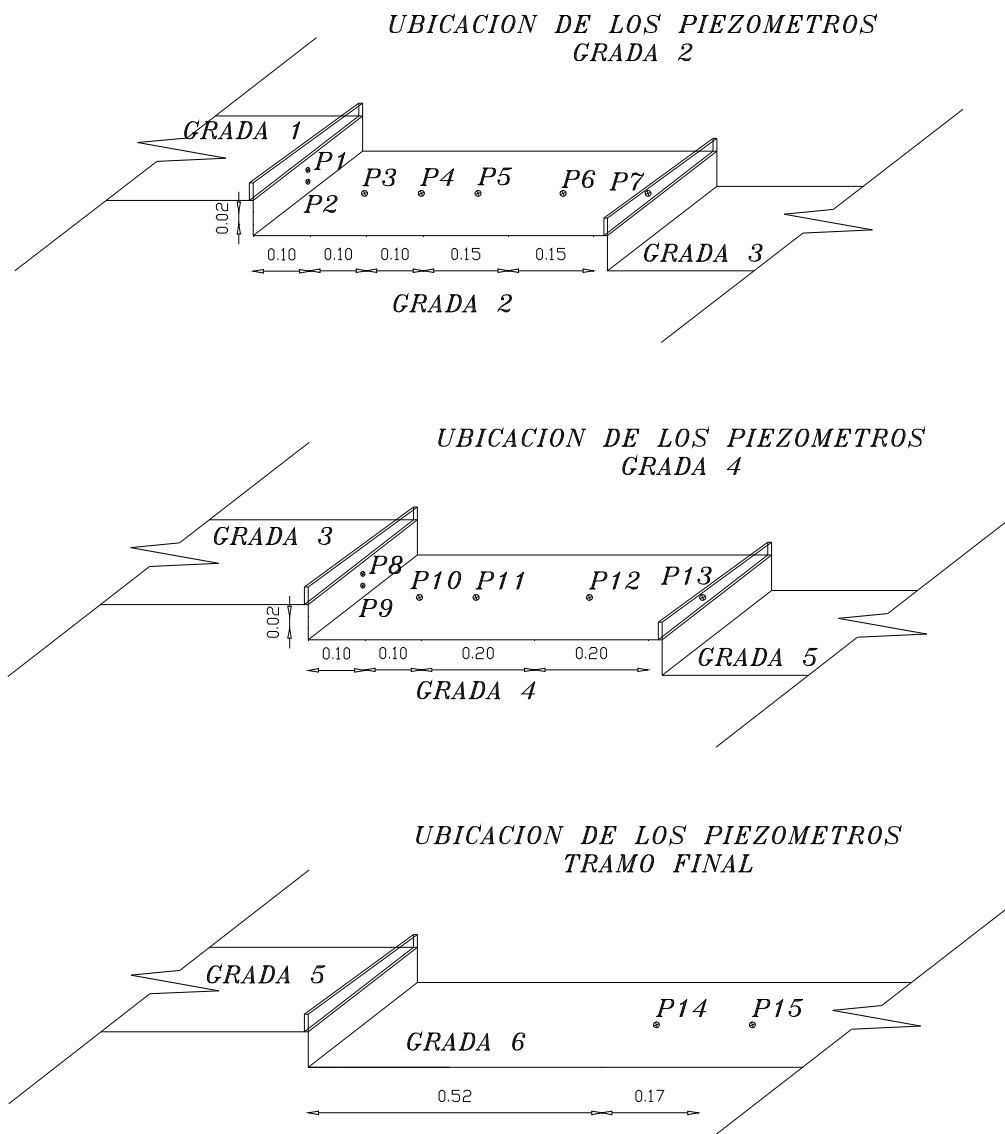 UBICACION DE LOS PIEZOMETROS
GRADA 2
GRADA 1
P1
P2
P3
P4
P5
P6
P7
0.02
GRADA 3
0.10
0.10
0.10
0.15
0.15
GRADA 2
UBICACION DE LOS PIEZOMETROS
GRADA 4
GRADA 3
P8
P9
P10
P11
P12
P13
0.02
GRADA 5
0.10
0.10
0.20
0.20
GRADA 4
UBICACION DE LOS PIEZOMETROS
TRAMO FINAL
GRADA 5
P14
P15
GRADA 6
0.52
0.17